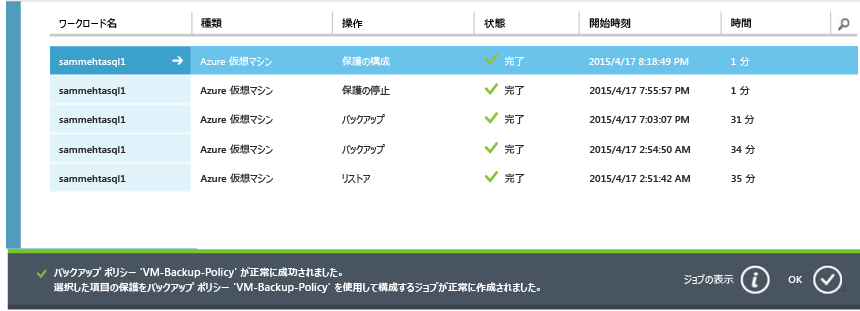 ワークロード名 種類 操作 状態 開始時刻 時間
sammehtasql1 Azure 仮想マシン 保護の構成 完了 2015/4/17 8:18:49 PM 1 分
sammehtasql1 Azure 仮想マシン 保護の停止 完了 2015/4/17 7:55:57 PM 1 分
sammehtasql1 Azure 仮想マシン バックアップ 完了 2015/4/17 7:03:07 PM 31 分
sammehtasql1 Azure 仮想マシン バックアップ 完了 2015/4/17 2:54:50 AM 34 分
sammehtasql1 Azure 仮想マシン リストア 完了 2015/4/17 2:51:42 AM 35 分
バックアップ ポリシー 'VM-Backup-Policy' が正常に成功されました。
選択した項目の保護をバックアップ ポリシー 'VM-Backup-Policy' を使用して構成するジョブが正常に作成されました。
ジョブの表示 OK